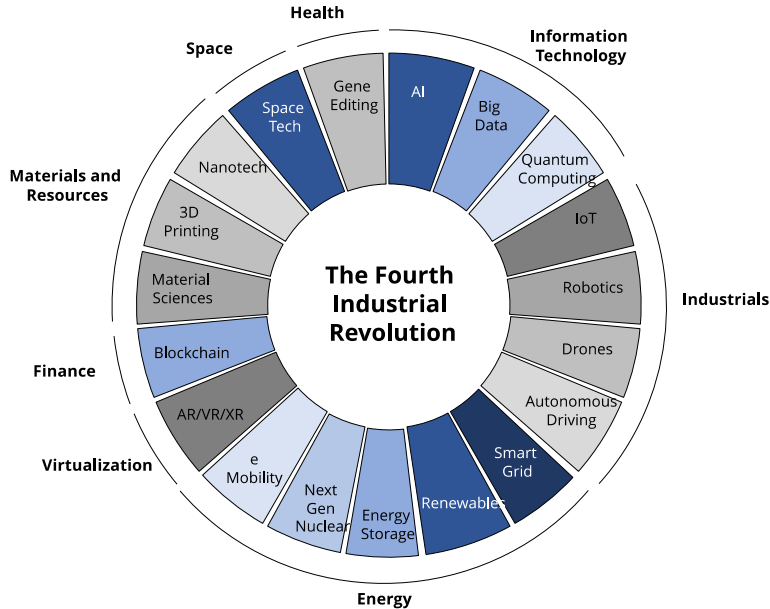 Health
Space
Information
Technology
Gene
Editing
AI
Space
Tech
Big
Data
Nanotech
Quantum
Computing
Materials and
Resources
3D
Printing
IoT
The Fourth
Industrial
Revolution
Material
Sciences
Robotics
Industrials
Blockchain
Drones
Finance
AR/VR/XR
Autonomous
Driving
Virtualization
e
Mobility
Smart
Grid
Next
Gen
Nuclear
Energy
Storage
Renewables
Energy